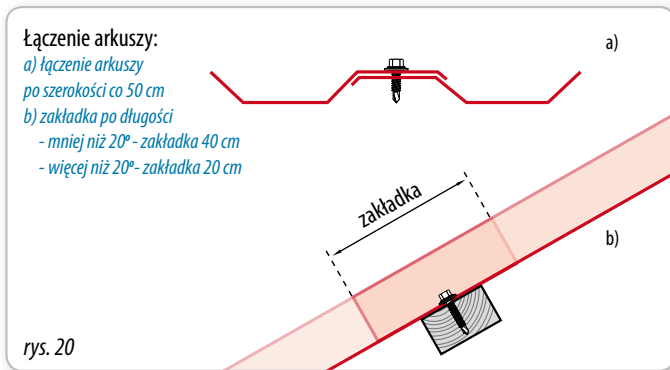 Łączenie arkuszy:
a) łączenie arkuszy
po szerokości co 50 cm
b) zakładka po długości
- mniej niż 20º - zakładka 40 cm
- więcej niż 20º - zakładka 20 cm
a)
zakładka
b)
rys. 20